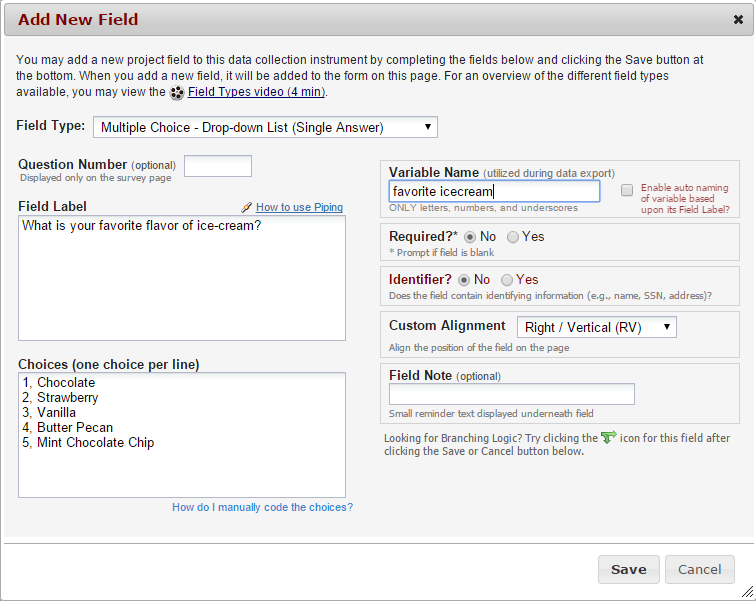 Add New Field
You may add a new project field to this data collection instrument by completing the fields below and clicking the Save button at
the bottom. When you add a new field, it will be added to the form on this page. For an overview of the different field types
available, you may view the Field Types video (4 min).
Field Type: Multiple Choice - Drop-down List (Single Answer)
Question Number (optional)
Displayed only on the survey page
Field Label How to use Piping
What is your favorite flavor of ice-cream?
Choices (one choice per line)
1, Chocolate
2, Strawberry
3, Vanilla
4, Butter Pecan
5, Mint Chocolate Chip
How do I manually code the choices?
Variable Name (utilized during data export)
favorite icecream
ONLY letters, numbers, and underscores
Enable auto naming
of variable based
upon its Field Label?
Required?* No Yes
* Prompt if field is blank
Identifier? No Yes
Does the field contain identifying information (e.g., name, SSN, address)?
Custom Alignment Right / Vertical (RV)
Align the position of the field on the page
Field Note (optional)
Small reminder text displayed underneath field
Looking for Branching Logic? Try clicking the icon for this field after
clicking the Save or Cancel button below.
Save Cancel